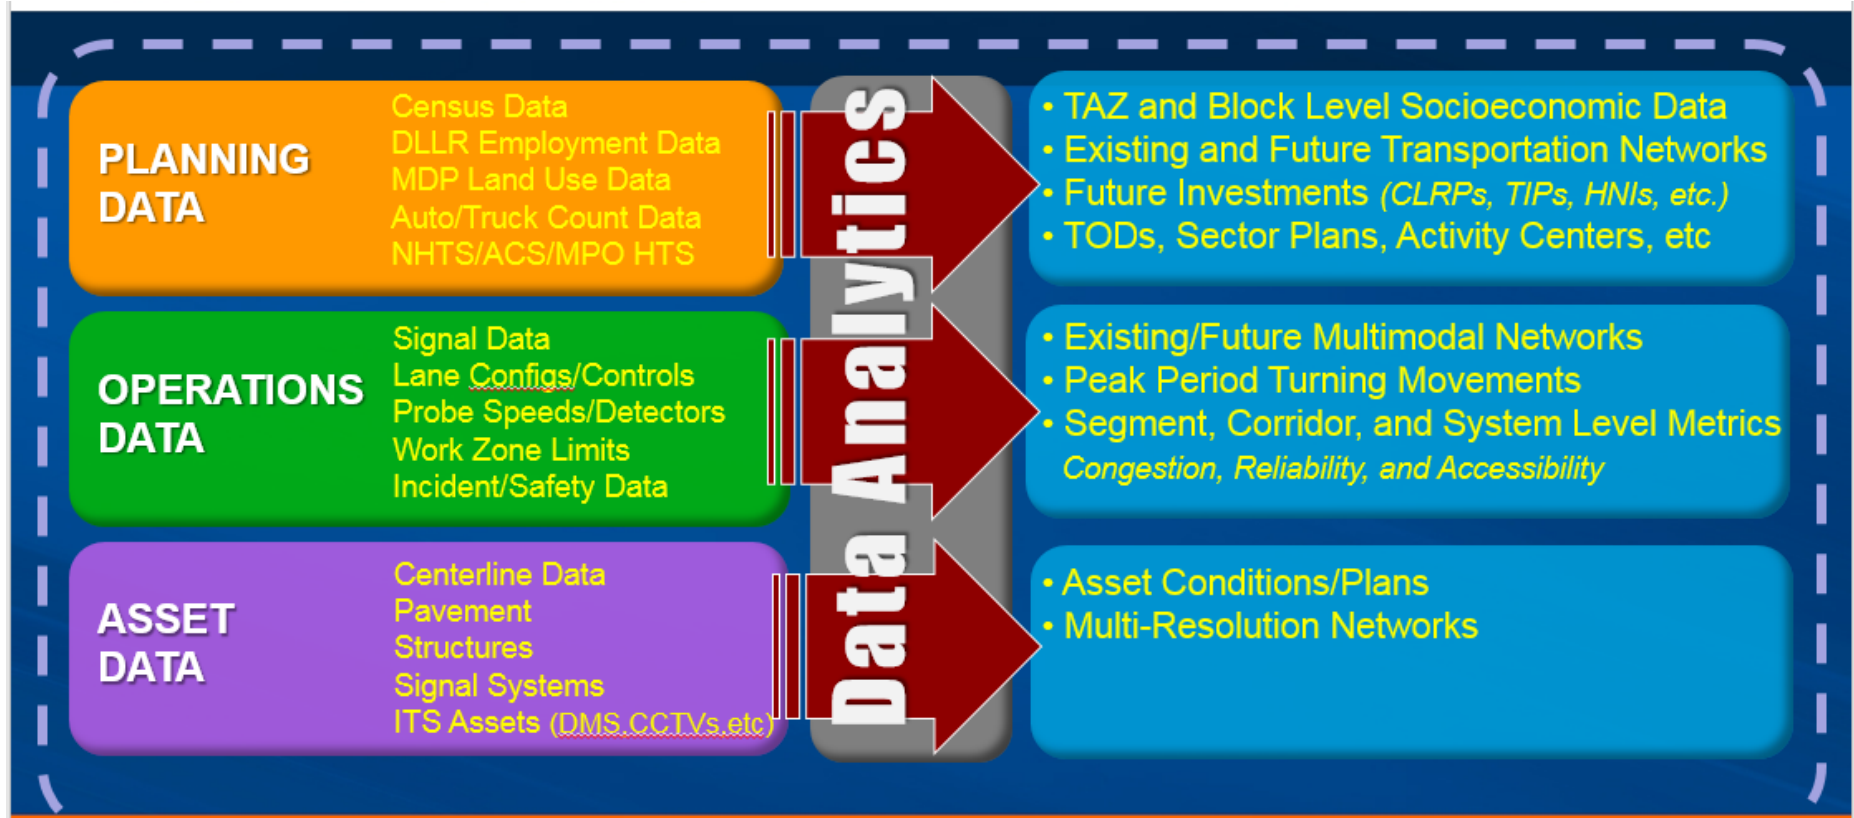 PLANNING
DATA
Census Data
DLLR Employment Data
MDP Land Use Data
Auto/Truck Count Data
NHTS/ACS/MPO HTS
OPERATIONS
DATA
Signal Data
Lane Configs/Controls
Probe Speeds/Detectors
Work Zone Limits
Incident/Safety Data
ASSET
DATA
Centerline Data
Pavement
Structures
Signal Systems
ITS Assets (DMS,CCTVs,etc)
Data Analytics
• TAZ and Block Level Socioeconomic Data
• Existing and Future Transportation Networks
• Future Investments (CLRPs, TIPs, HNIs, etc.)
• TODs, Sector Plans, Activity Centers, etc
• Existing/Future Multimodal Networks
• Peak Period Turning Movements
• Segment, Corridor, and System Level Metrics
Congestion, Reliability, and Accessibility
• Asset Conditions/Plans
• Multi-Resolution Networks